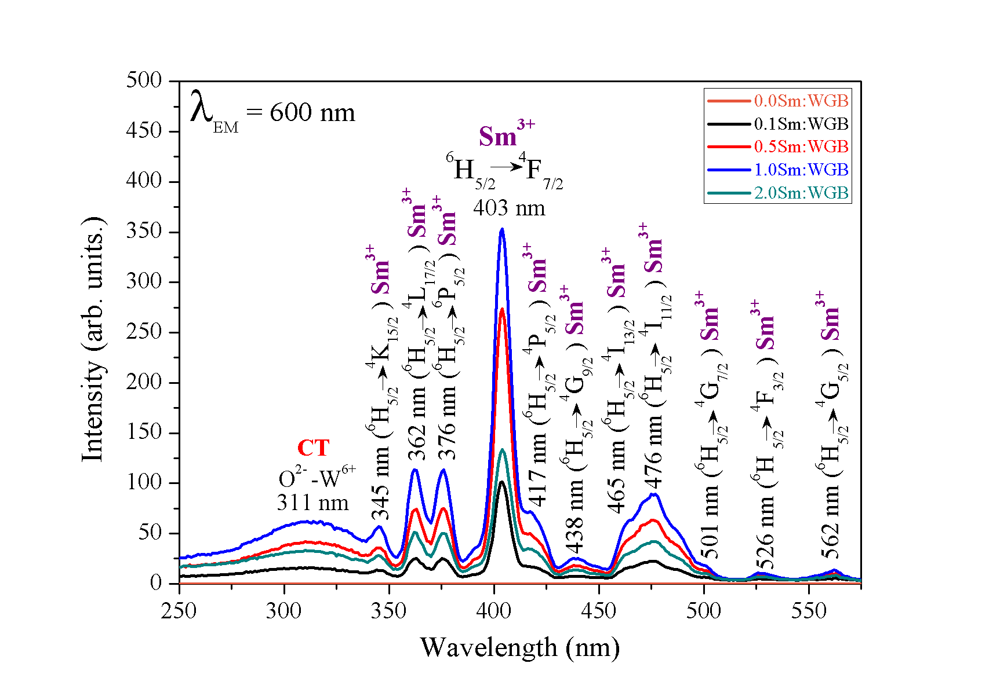 λEM = 600 nm
0.0Sm:WGB
0.1Sm:WGB
0.5Sm:WGB
1.0Sm:WGB
2.0Sm:WGB
Sm³⁺
⁶H5/2 → ⁴F7/2
403 nm
CT
O²⁻ -W⁶⁺
311 nm
345 nm (⁶H5/2→⁴K15/2) Sm³⁺
362 nm (⁶H5/2→⁴L17/2) Sm³⁺
376 nm (⁶H5/2→⁶P5/2) Sm³⁺
417 nm (⁶H5/2→⁴P5/2) Sm³⁺
438 nm (⁶H5/2→⁴G9/2) Sm³⁺
465 nm (⁶H5/2→⁴I13/2) Sm³⁺
476 nm (⁶H5/2→⁴I11/2) Sm³⁺
501 nm (⁶H5/2→⁴G7/2) Sm³⁺
526 nm (⁶H5/2→⁴F3/2) Sm³⁺
562 nm (⁶H5/2→⁴G5/2) Sm³⁺
Intensity (arb. units.)
500
450
400
350
300
250
200
150
100
50
0
250 300 350 400 450 500 550
Wavelength (nm)